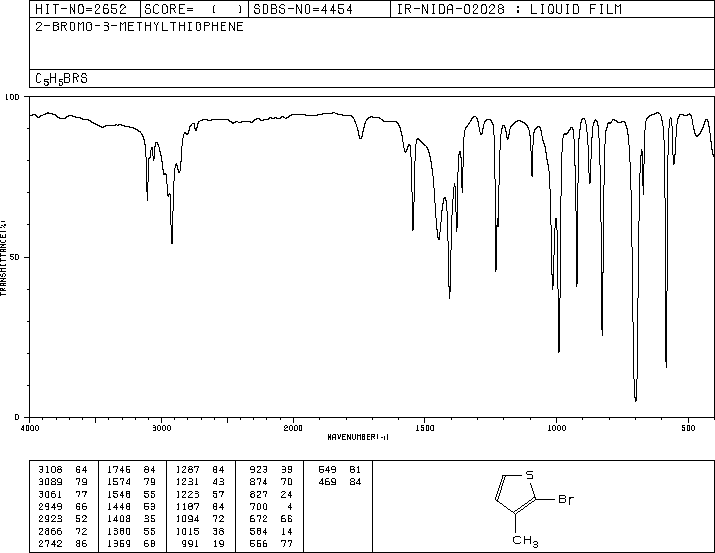 HIT-NO=2652 SCORE= ( ) SDBS-NO=4454 IR-NIDA-02028 : LIQUID FILM
2-BROMO-3-METHYLTHIOPHENE
C5H5BRS
100
50
0
TRANSMITTANCE(%)
4000 3000 2000 1500 1000 500
WAVENUMBER(-1)
3108 64 1746 84 1287 84 923 39 549 81
3089 79 1574 79 1231 43 874 70 469 84
3061 77 1548 55 1223 57 827 24
2949 66 1448 53 1187 84 700 4
2923 52 1408 35 1094 72 672 66
2866 72 1380 55 1015 38 584 14
2742 86 1359 68 991 19 556 77
S
Br
CH3